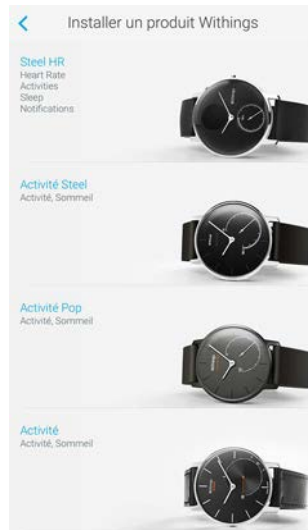 Installer un produit Withings
Steel HR
Heart Rate
Activities
Sleep
Notifications
Activité Steel
Activité, Sommeil
Activité Pop
Activité, Sommeil
Activité
Activité, Sommeil